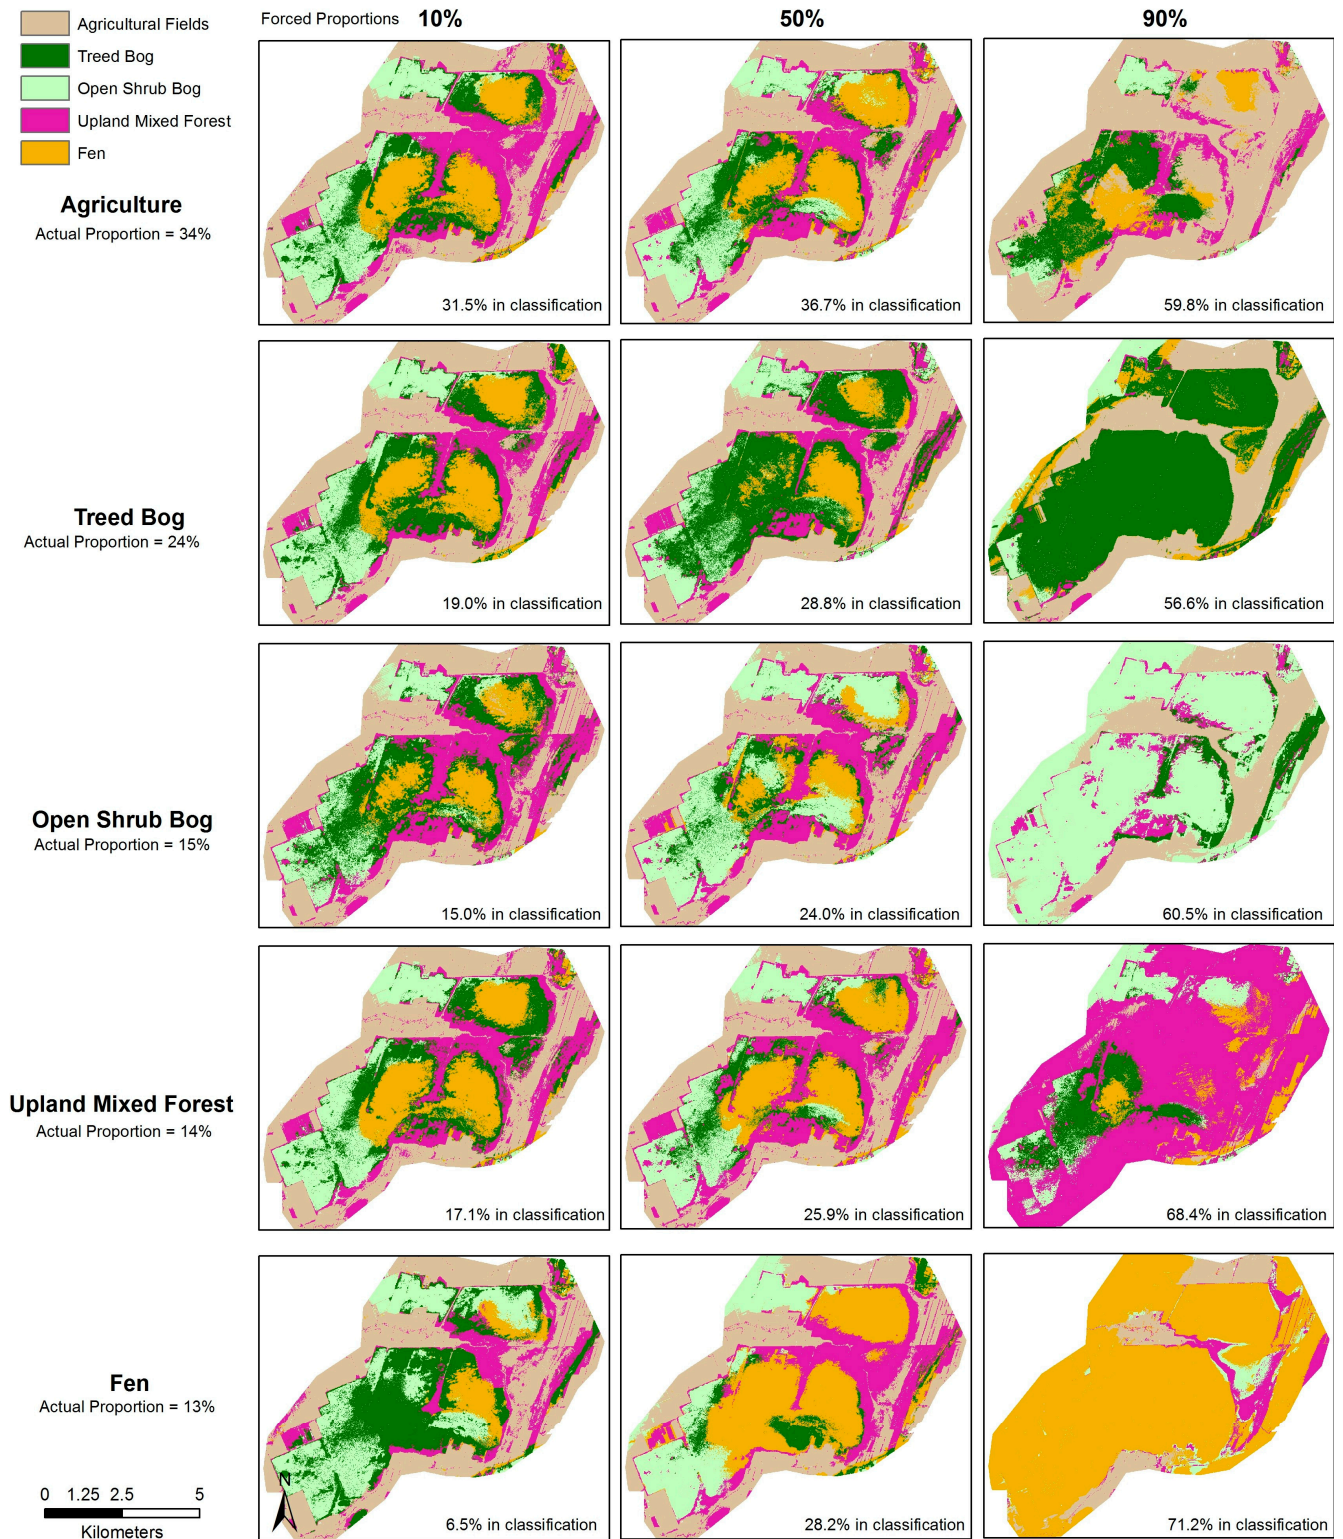 Agricultural Fields
Treed Bog
Open Shrub Bog
Upland Mixed Forest
Fen
Forced Proportions 10% 50% 90%
Agriculture
Actual Proportion = 34%
31.5% in classification
36.7% in classification
59.8% in classification
Treed Bog
Actual Proportion = 24%
19.0% in classification
28.8% in classification
56.6% in classification
Open Shrub Bog
Actual Proportion = 15%
15.0% in classification
24.0% in classification
60.5% in classification
Upland Mixed Forest
Actual Proportion = 14%
17.1% in classification
25.9% in classification
68.4% in classification
Fen
Actual Proportion = 13%
6.5% in classification
28.2% in classification
71.2% in classification
N
0 1.25 2.5 5
Kilometers